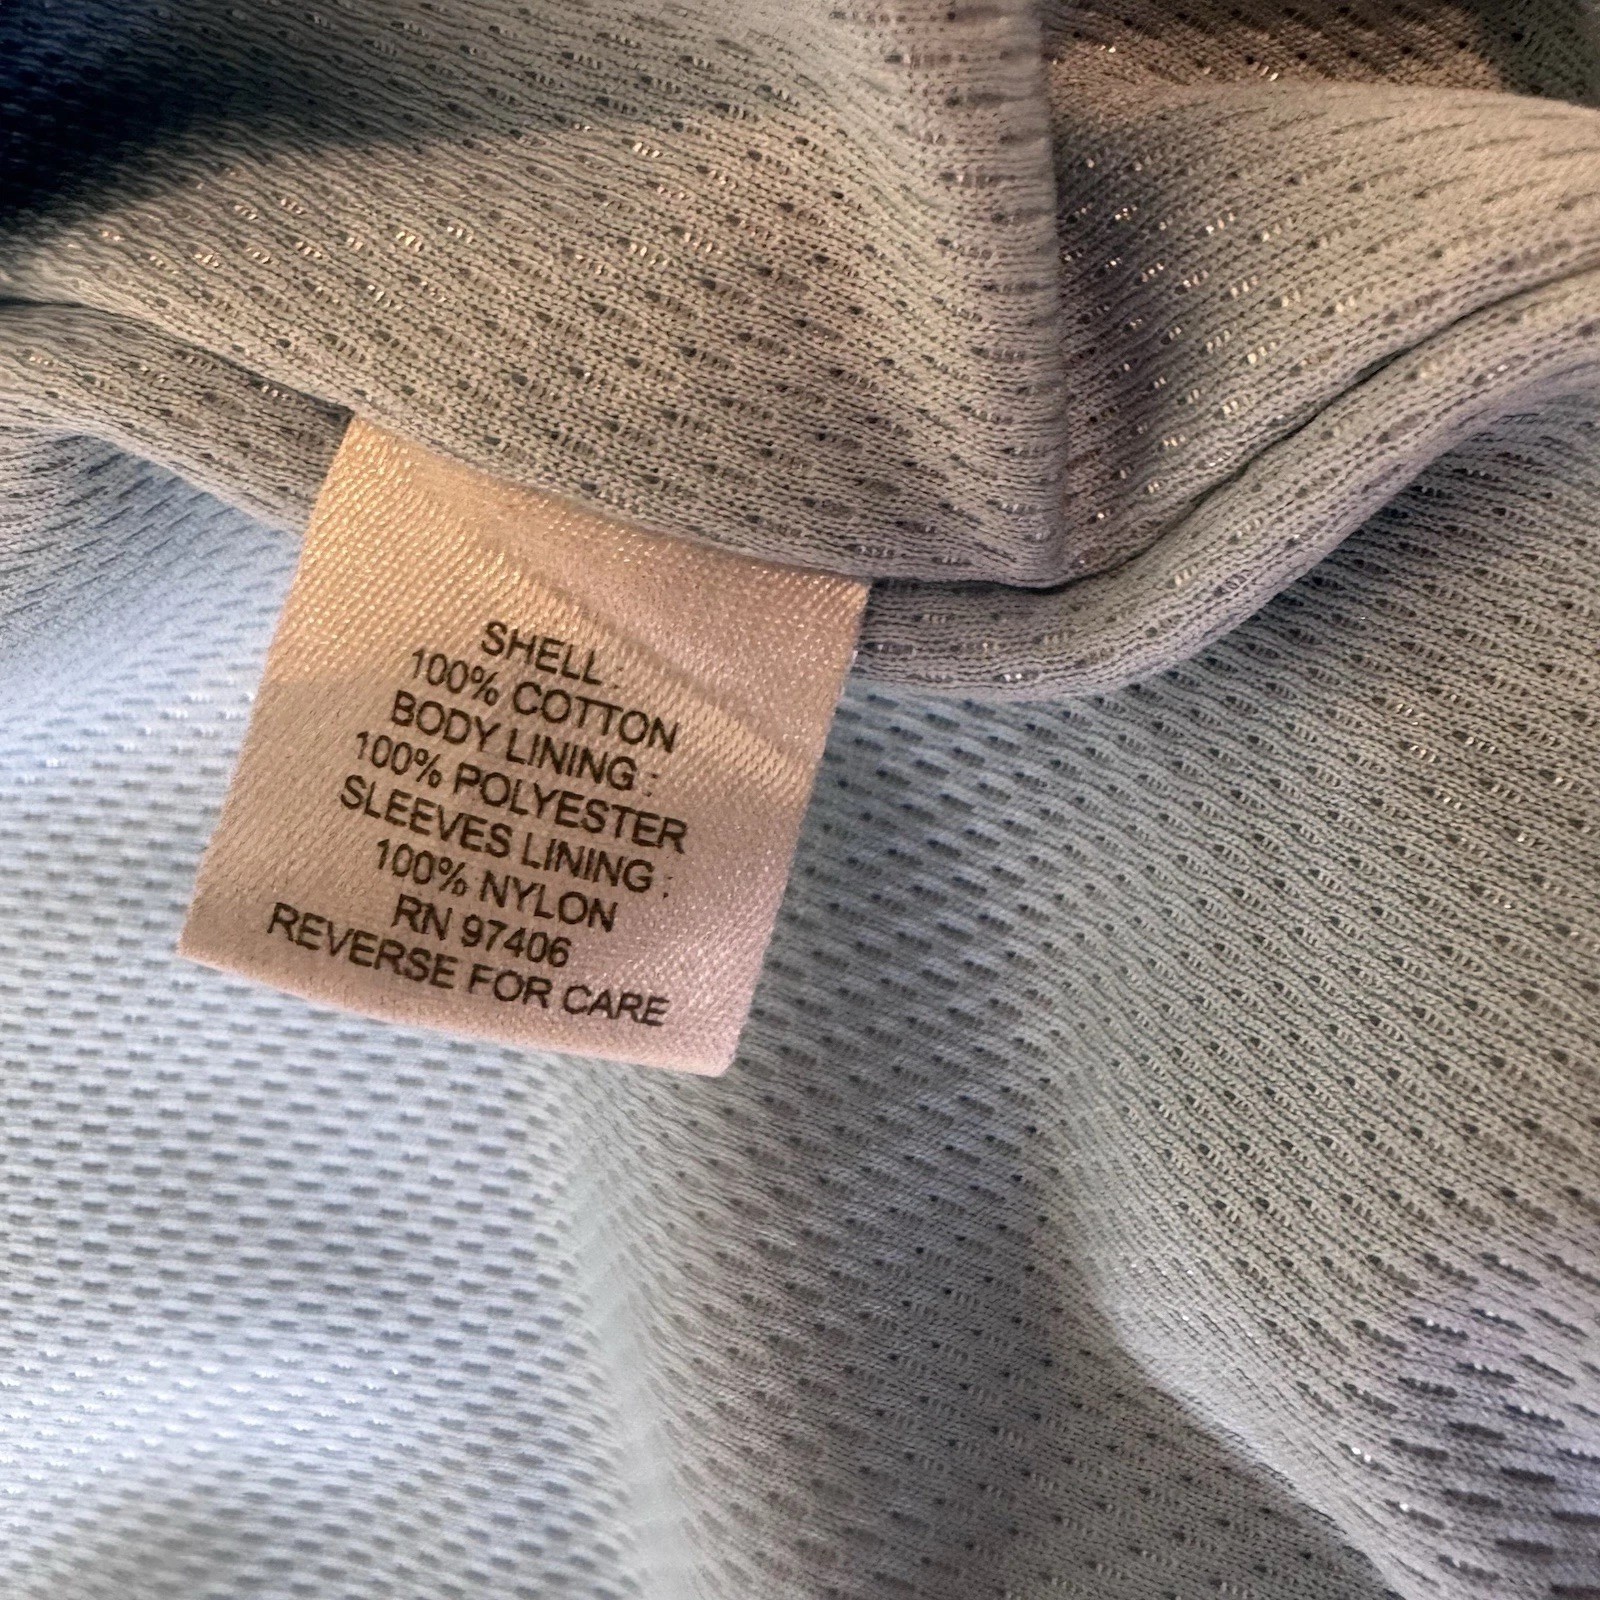 SHELL :
100% COTTON
BODY LINING :
100% POLYESTER
SLEEVES LINING :
100% NYLON
RN 97406
REVERSE FOR CARE